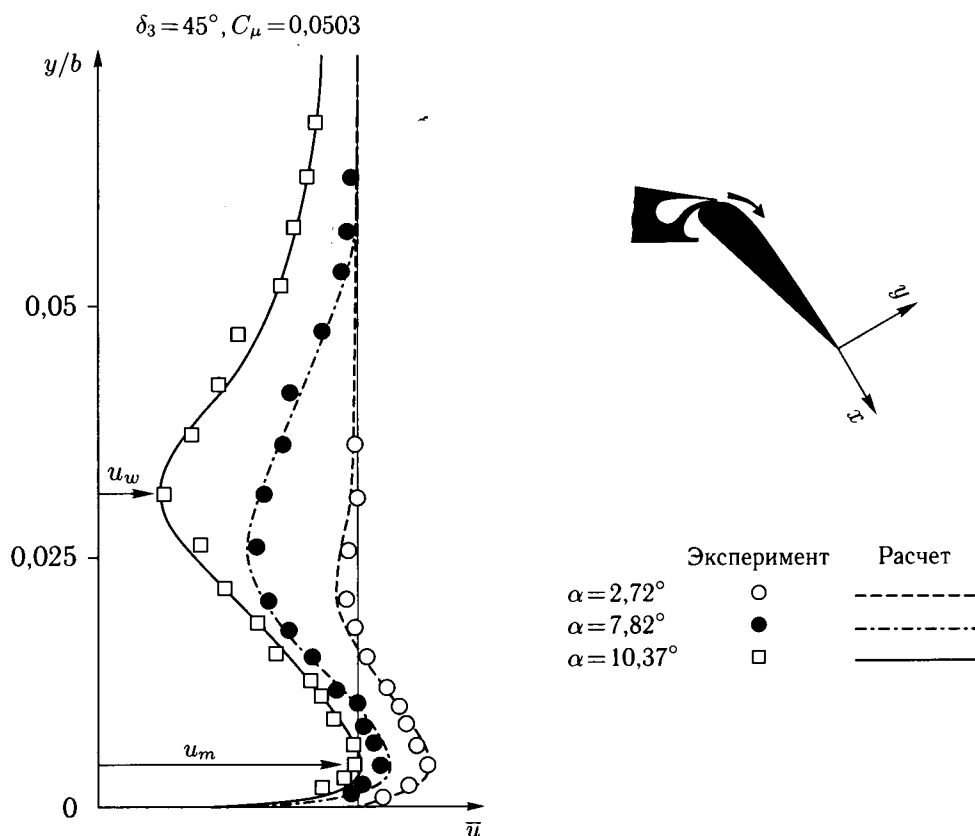 δ₃ = 45°, C_μ = 0,0503
y/b
0,05
u_w
0,025
u_m
0
u̅
y
x
Эксперимент Расчет
α = 2,72°
α = 7,82°
α = 10,37°